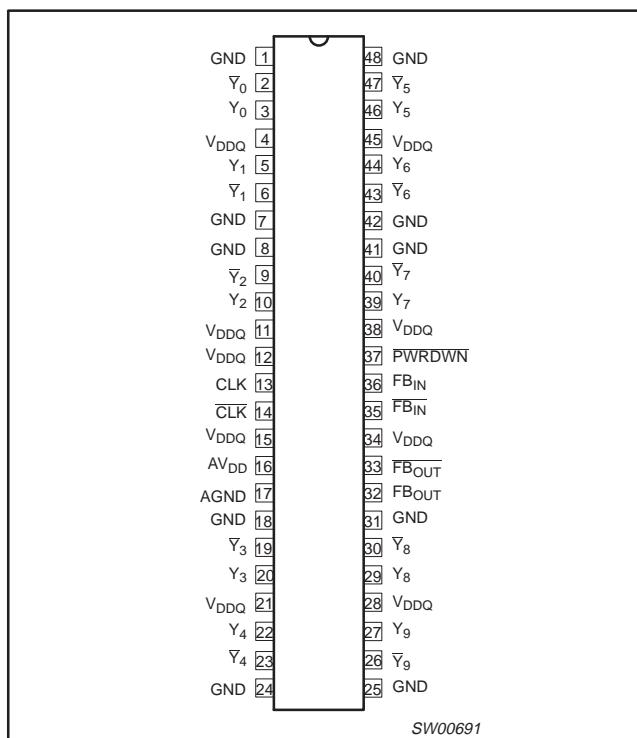 GND 1 48 GND
Y̅0 2 47 Y̅5
Y0 3 46 Y5
VDDQ 4 45 VDDQ
Y1 5 44 Y6
Y̅1 6 43 Y̅6
GND 7 42 GND
GND 8 41 GND
Y̅2 9 40 Y̅7
Y2 10 39 Y7
VDDQ 11 38 VDDQ
VDDQ 12 37 P̅W̅R̅D̅W̅N̅
CLK 13 36 FBIN
C̅L̅K̅ 14 35 F̅B̅I̅N̅
VDDQ 15 34 VDDQ
AVDD 16 33 F̅B̅O̅U̅T̅
AGND 17 32 FBOUT
GND 18 31 GND
Y̅3 19 30 Y̅8
Y3 20 29 Y8
VDDQ 21 28 VDDQ
Y4 22 27 Y9
Y̅4 23 26 Y̅9
GND 24 25 GND
SW00691